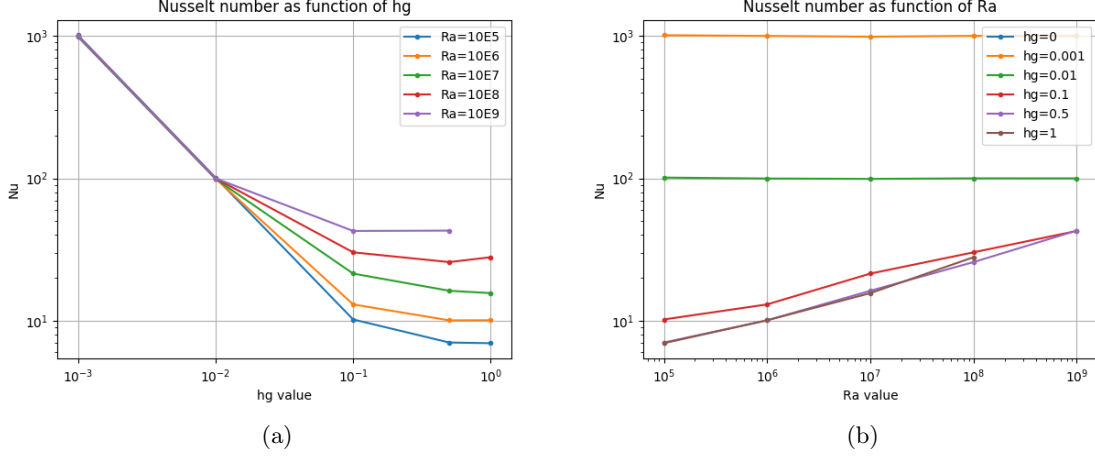 Nusselt number as function of hg
10³
10²
10¹
Nu
Ra=10E5
Ra=10E6
Ra=10E7
Ra=10E8
Ra=10E9
10⁻³ 10⁻² 10⁻¹ 10⁰
hg value
(a)
Nusselt number as function of Ra
10³
10²
10¹
Nu
hg=0
hg=0.001
hg=0.01
hg=0.1
hg=0.5
hg=1
10⁵ 10⁶ 10⁷ 10⁸ 10⁹
Ra value
(b)